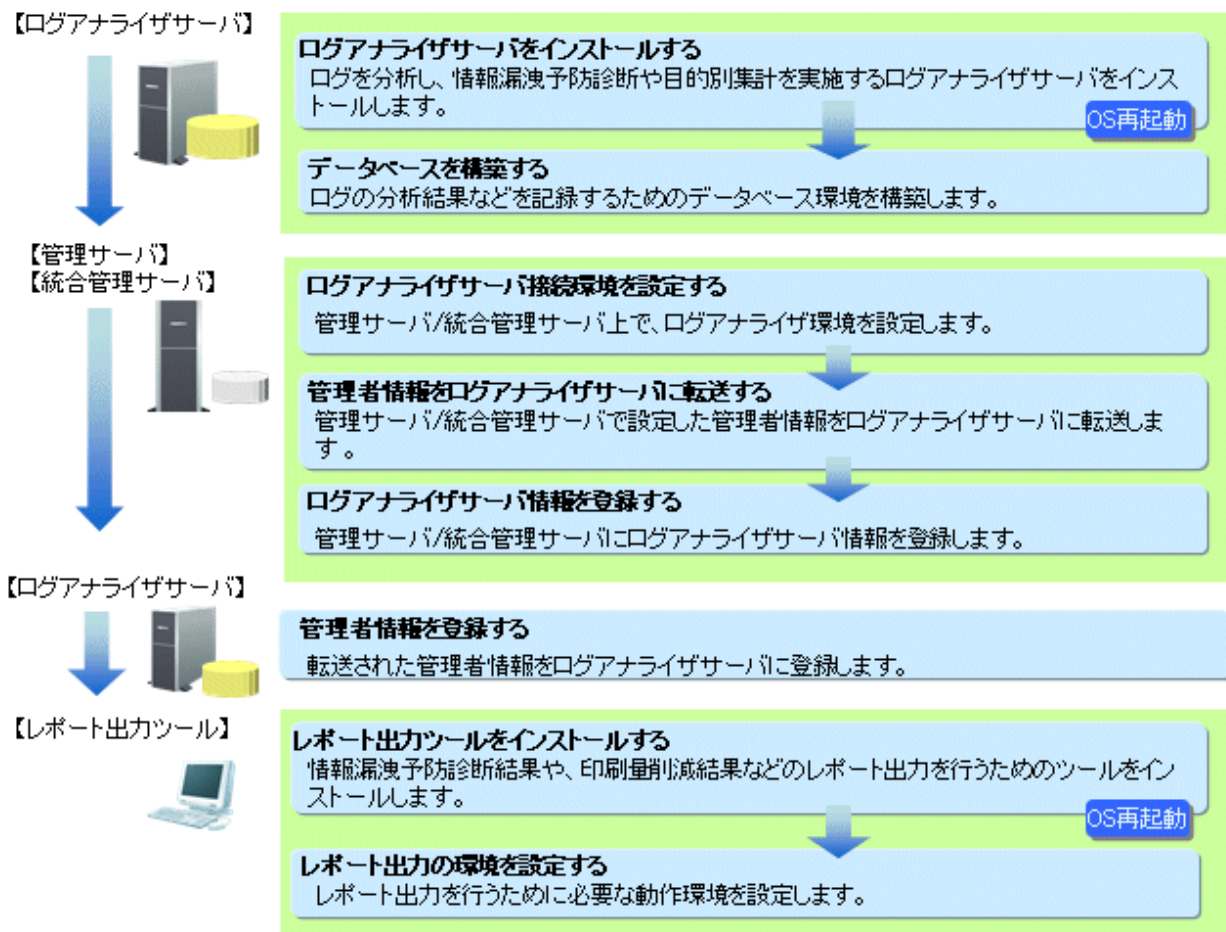 【ログアナライザサーバ】
ログアナライザサーバをインストールする
ログを分析し、情報漏洩予防診断や目的別集計を実施するログアナライザサーバをインス
トールします。
OS再起動
データベースを構築する
ログの分析結果などを記録するためのデータベース環境を構築します。
【管理サーバ】
【統合管理サーバ】
ログアナライザサーバ接続環境を設定する
管理サーバ/統合管理サーバ上で、ログアナライザ環境を設定します。
管理者情報をログアナライザサーバに転送する
管理サーバ/統合管理サーバで設定した管理者情報をログアナライザサーバに転送しま
す。
ログアナライザサーバ情報を登録する
管理サーバ/統合管理サーバにログアナライザサーバ情報を登録します。
【ログアナライザサーバ】
管理者情報を登録する
転送された管理者情報をログアナライザサーバに登録します。
【レポート出力ツール】
レポート出力ツールをインストールする
情報漏洩予防診断結果や、印刷量削減結果などのレポート出力を行うためのツールをイン
ストールします。
OS再起動
レポート出力の環境を設定する
レポート出力を行うために必要な動作環境を設定します。